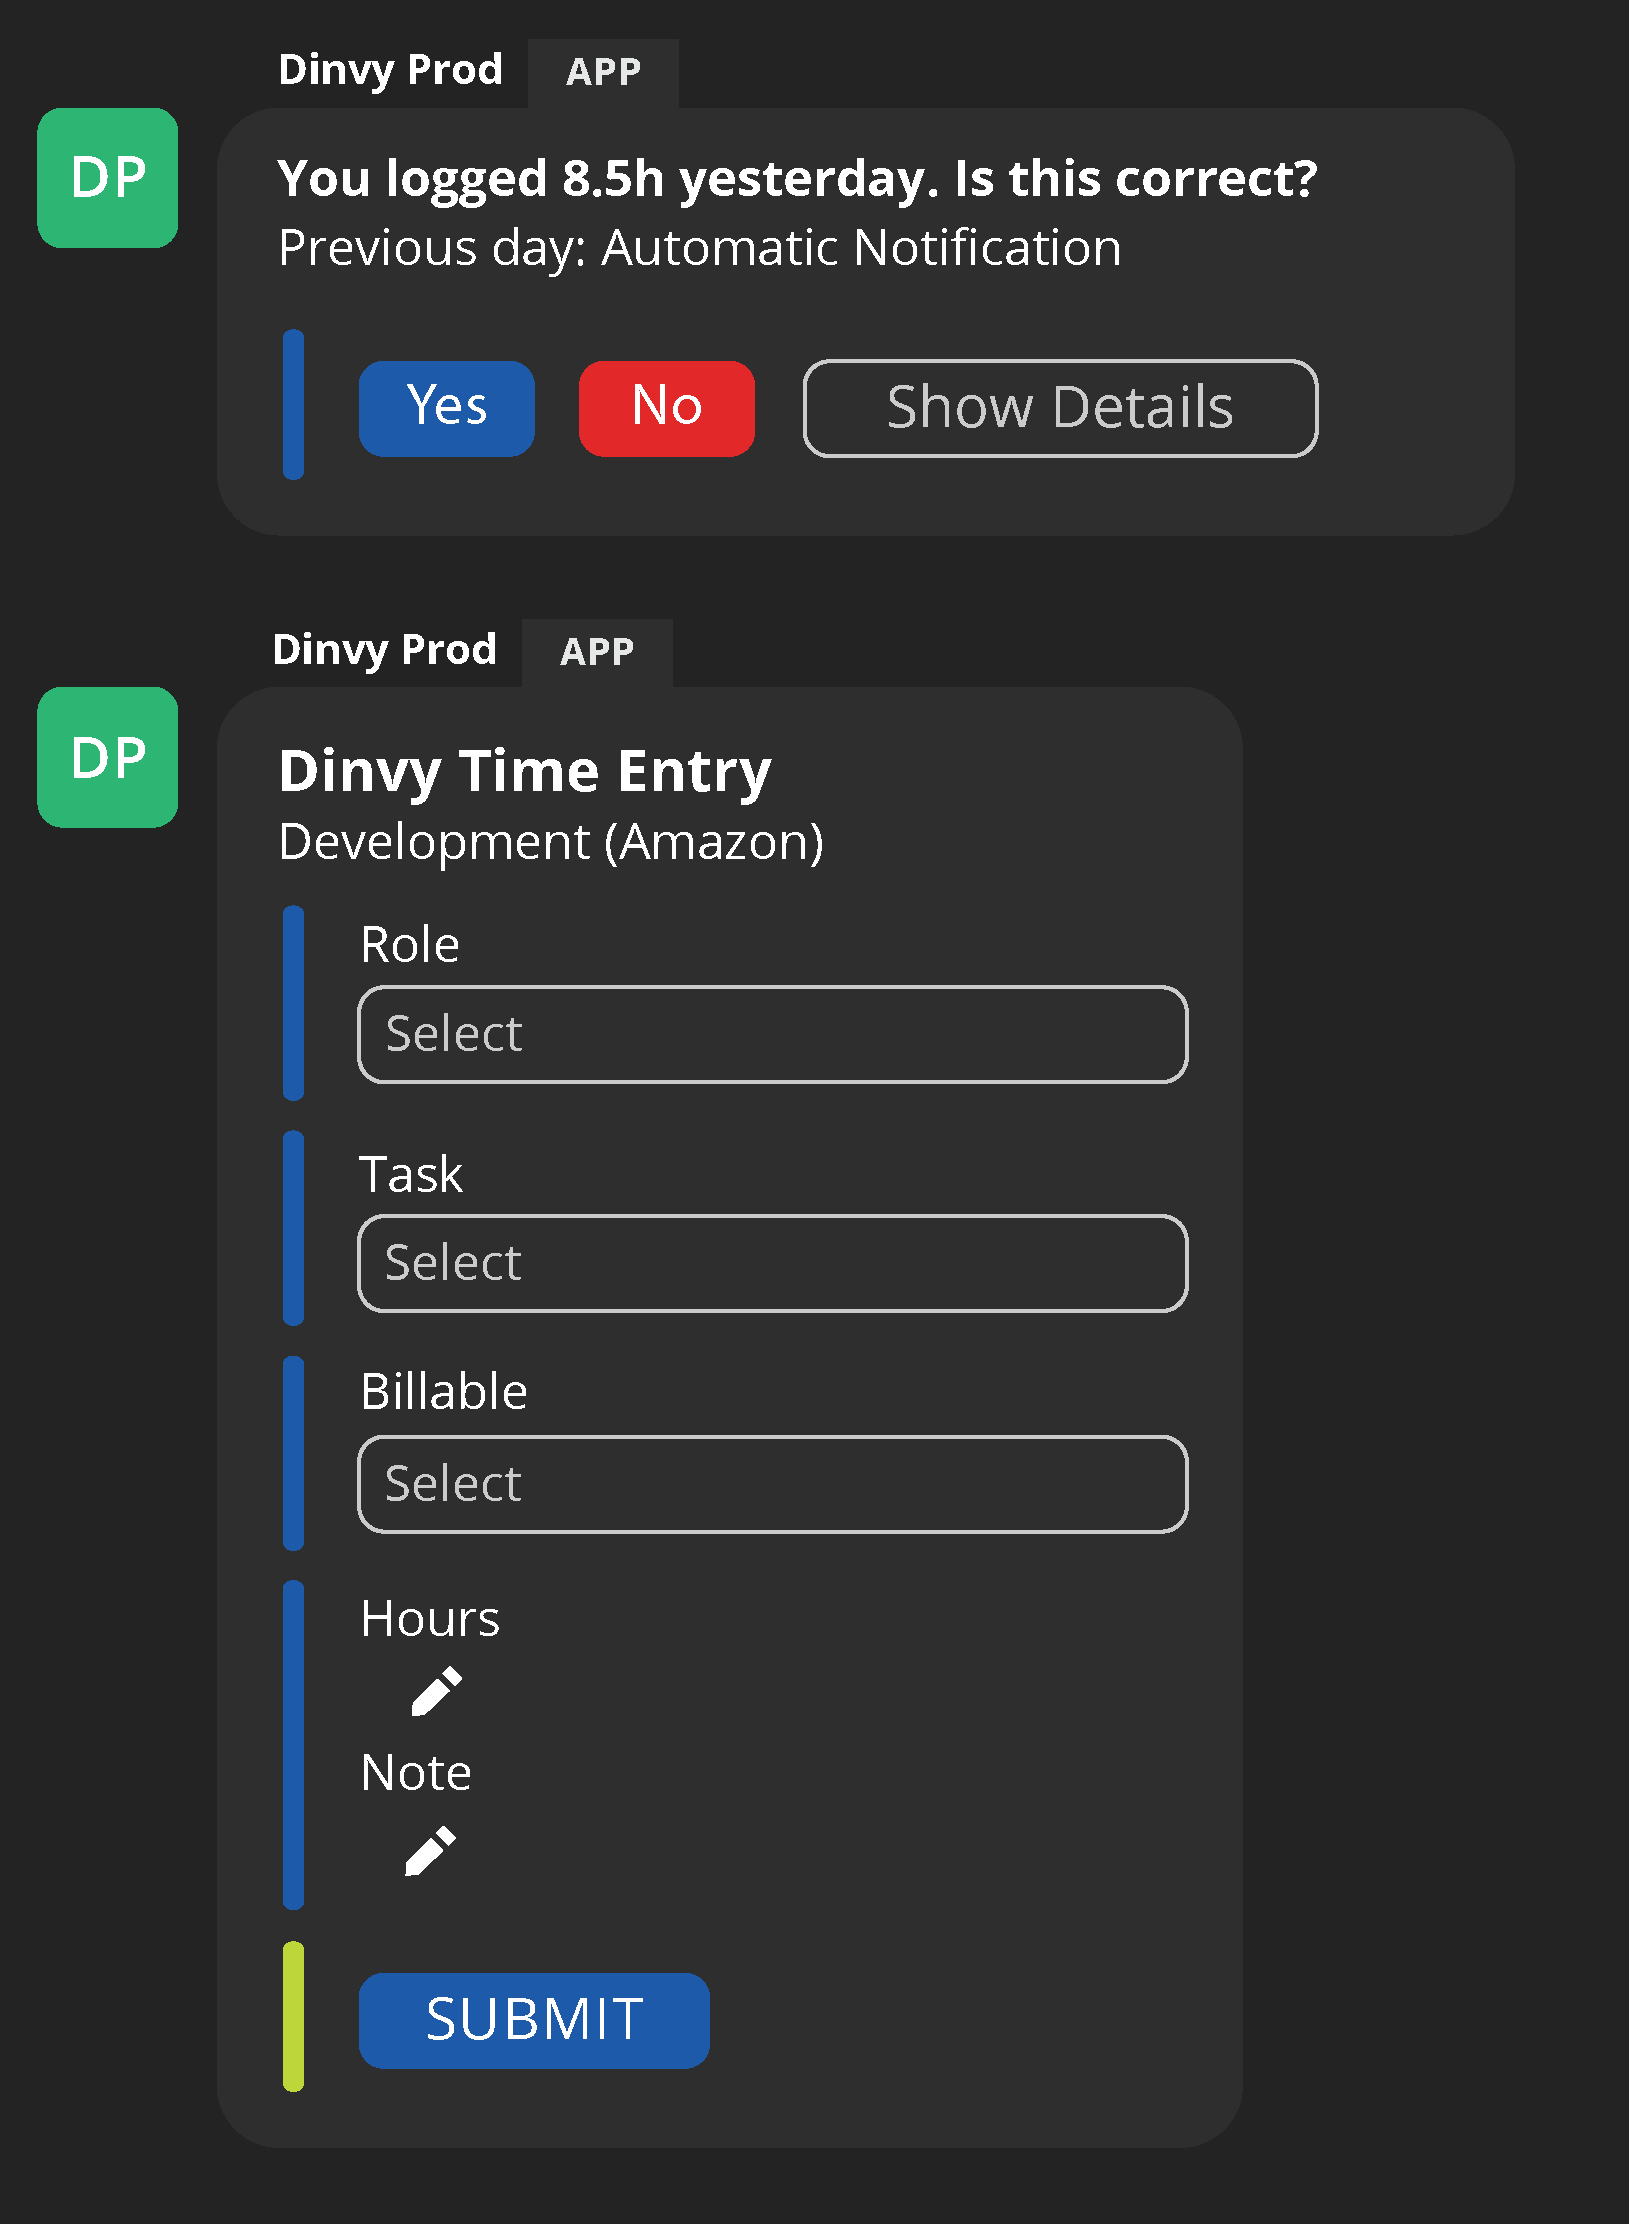 Dinvy Prod APP
DP
You logged 8.5h yesterday. Is this correct?
Previous day: Automatic Notification
Yes No Show Details
Dinvy Prod APP
DP
Dinvy Time Entry
Development (Amazon)
Role
Select
Task
Select
Billable
Select
Hours
Note
SUBMIT